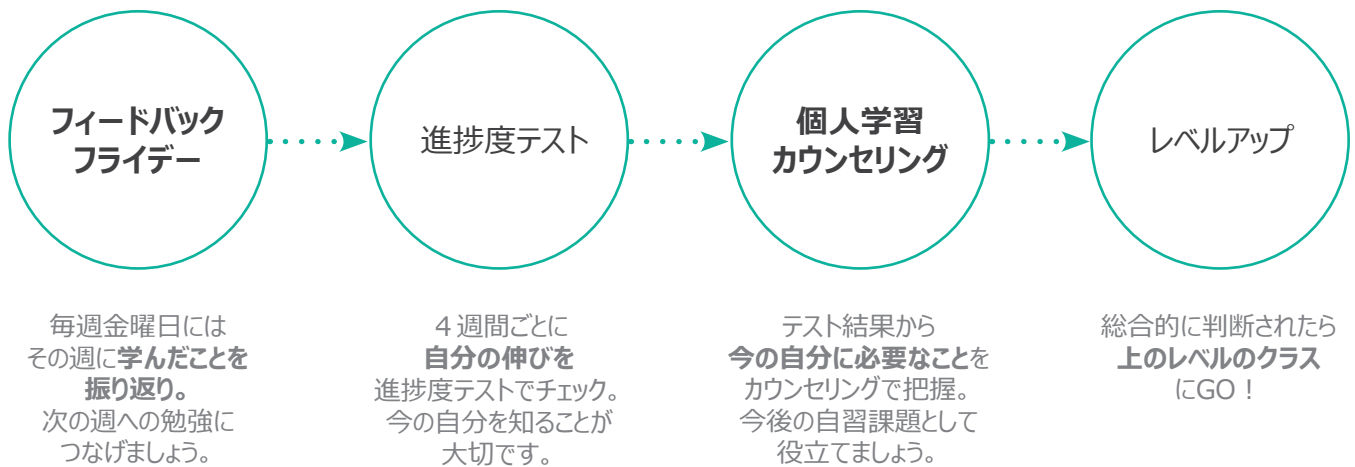 フィードバック
フライデー
進捗度テスト
個人学習
カウンセリング
レベルアップ
毎週金曜日には
その週に学んだことを
振り返り。
次の週への勉強に
つなげましょう。
４週間ごとに
自分の伸びを
進捗度テストでチェック。
今の自分を知ることが
大切です。
テスト結果から
今の自分に必要なことを
カウンセリングで把握。
今後の自習課題として
役立てましょう。
総合的に判断されたら
上のレベルのクラス
にGO！